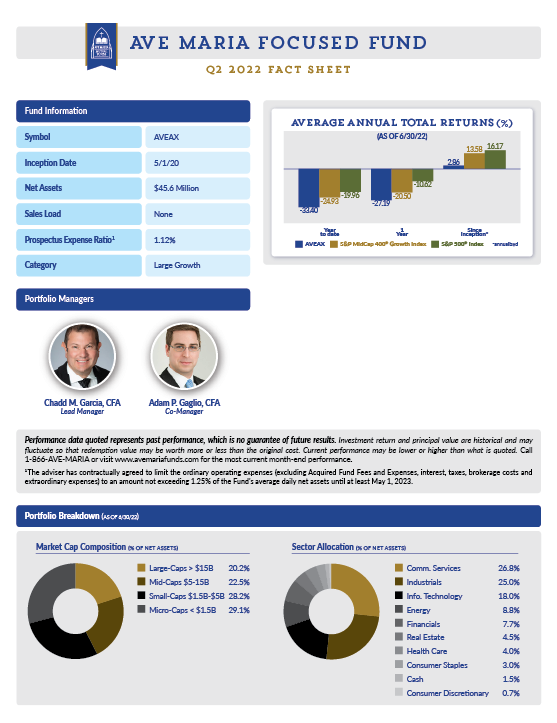 AVE MARIA FOCUSED FUND
Q2 2022 FACT SHEET
Fund Information
Symbol AVEAX
Inception Date 5/1/20
Net Assets $45.6 Million
Sales Load None
Prospectus Expense Ratio¹ 1.12%
Category Large Growth
AVERAGE ANNUAL TOTAL RETURNS (%)
(AS OF 6/30/22)
-33.40 -24.93 -19.96
-27.19 -20.50 -10.62
2.86 13.58 16.17
Year to date
1 Year
Since Inception^
AVEAX S&P MidCap 400® Growth Index S&P 500® Index ^annualized
Portfolio Managers
Chadd M. Garcia, CFA
Lead Manager
Adam P. Gaglio, CFA
Co-Manager
Performance data quoted represents past performance, which is no guarantee of future results. Investment return and principal value are historical and may
fluctuate so that redemption value may be worth more or less than the original cost. Current performance may be lower or higher than what is quoted. Call
1-866-AVE-MARIA or visit www.avemariafunds.com for the most current month-end performance.
¹The adviser has contractually agreed to limit the ordinary operating expenses (excluding Acquired Fund Fees and Expenses, interest, taxes, brokerage costs and
extraordinary expenses) to an amount not exceeding 1.25% of the Fund's average daily net assets until at least May 1, 2023.
Portfolio Breakdown (AS OF 6/30/22)
Market Cap Composition (% OF NET ASSETS)
Large-Caps > $15B 20.2%
Mid-Caps $5-15B 22.5%
Small-Caps $1.5B-$5B 28.2%
Micro-Caps < $1.5B 29.1%
Sector Allocation (% OF NET ASSETS)
Comm. Services 26.8%
Industrials 25.0%
Info. Technology 18.0%
Energy 8.8%
Financials 7.7%
Real Estate 4.5%
Health Care 4.0%
Consumer Staples 3.0%
Cash 1.5%
Consumer Discretionary 0.7%